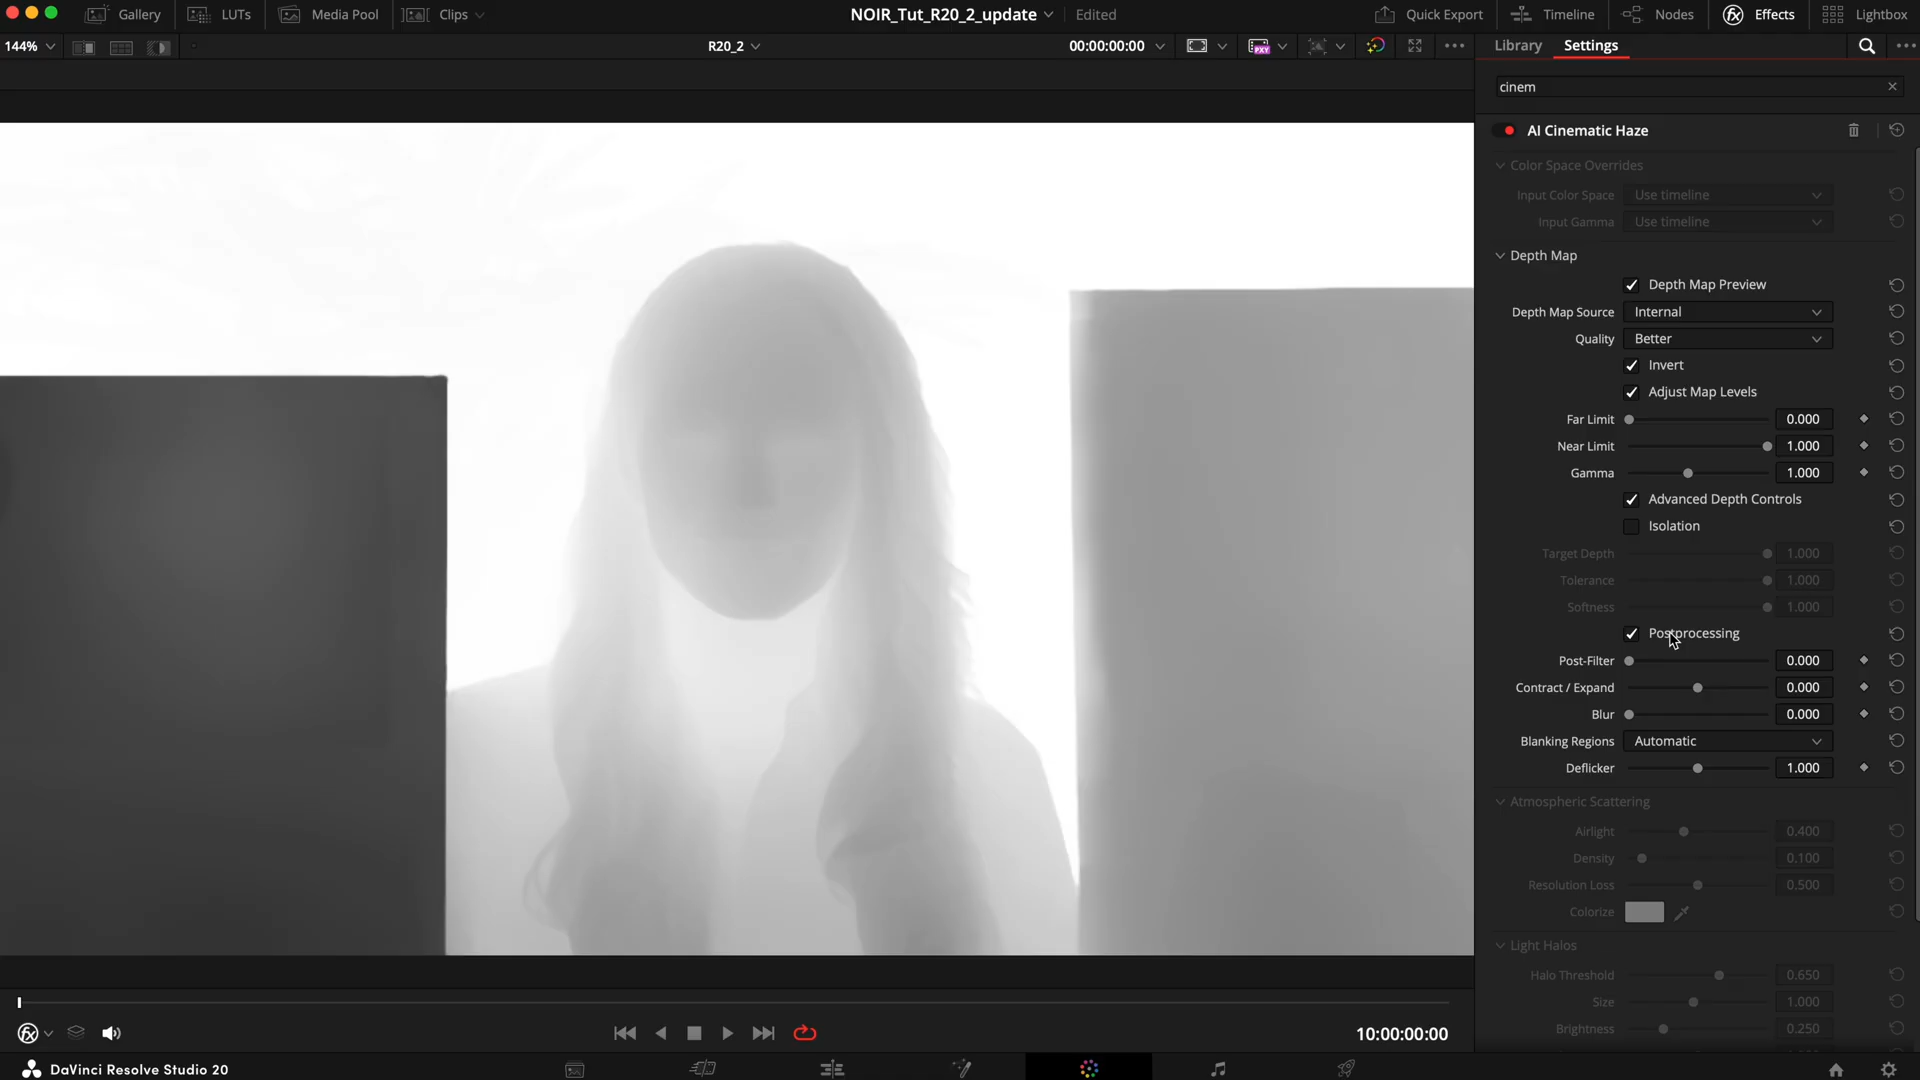 Gallery LUTs Media Pool Clips NOIR_Tut_R20_2_update Edited Quick Export Timeline Nodes Effects Lightbox
144% R20_2 00:00:00:00 PXY Library Settings
cinem
AI Cinematic Haze
Color Space Overrides
Input Color Space Use timeline
Input Gamma Use timeline
Depth Map
Depth Map Preview
Depth Map Source Internal
Quality Better
Invert
Adjust Map Levels
Far Limit 0.000
Near Limit 1.000
Gamma 1.000
Advanced Depth Controls
Isolation
Target Depth 1.000
Tolerance 1.000
Softness 1.000
Postprocessing
Post-Filter 0.000
Contract / Expand 0.000
Blur 0.000
Blanking Regions Automatic
Deflicker 1.000
Atmospheric Scattering
Airlight 0.400
Density 0.100
Resolution Loss 0.500
Colorize
Light Halos
Halo Threshold 0.650
Size 1.000
Brightness 0.250
10:00:00:00
DaVinci Resolve Studio 20